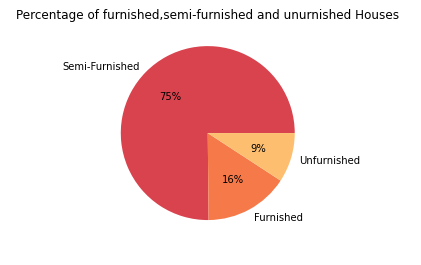 Percentage of furnished,semi-furnished and unurnished Houses
Semi-Furnished
75%
9%
Unfurnished
16%
Furnished